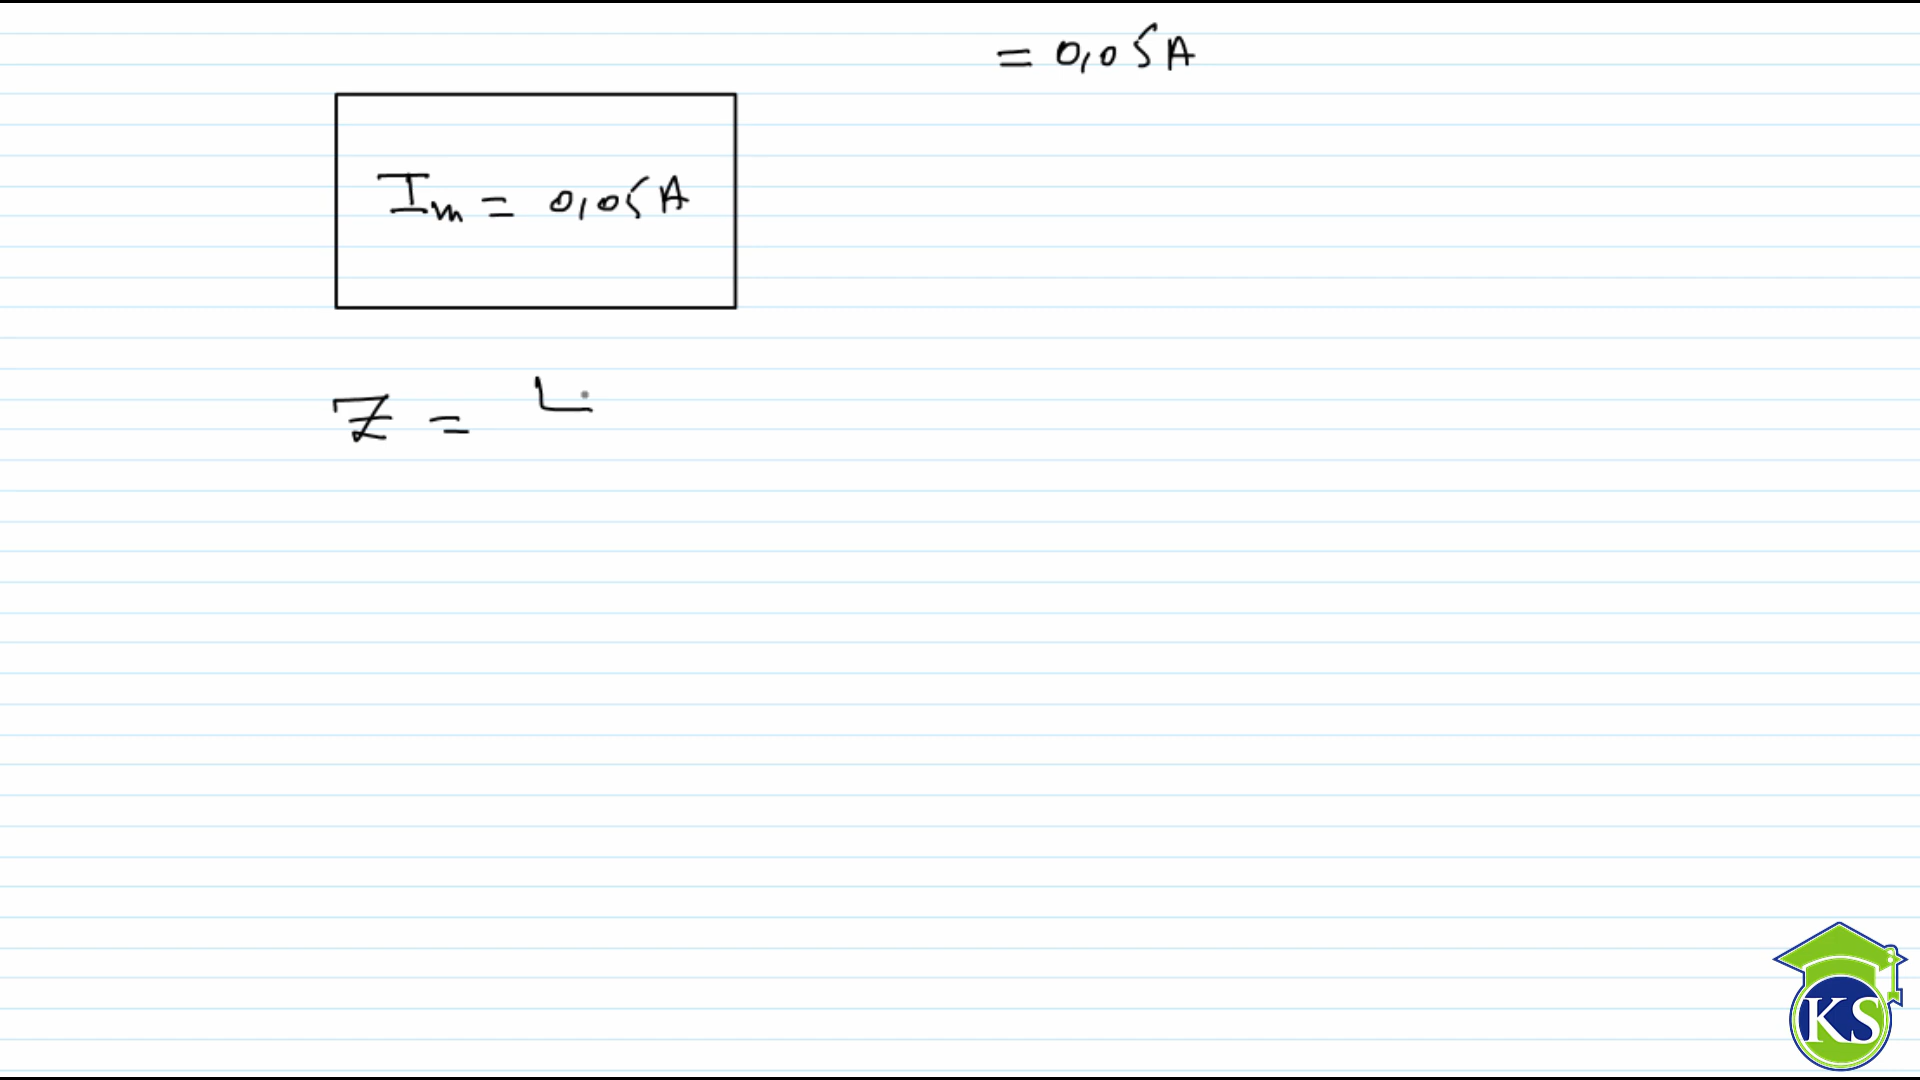 = 0,05 A
Im = 0,05 A
Z =
KS